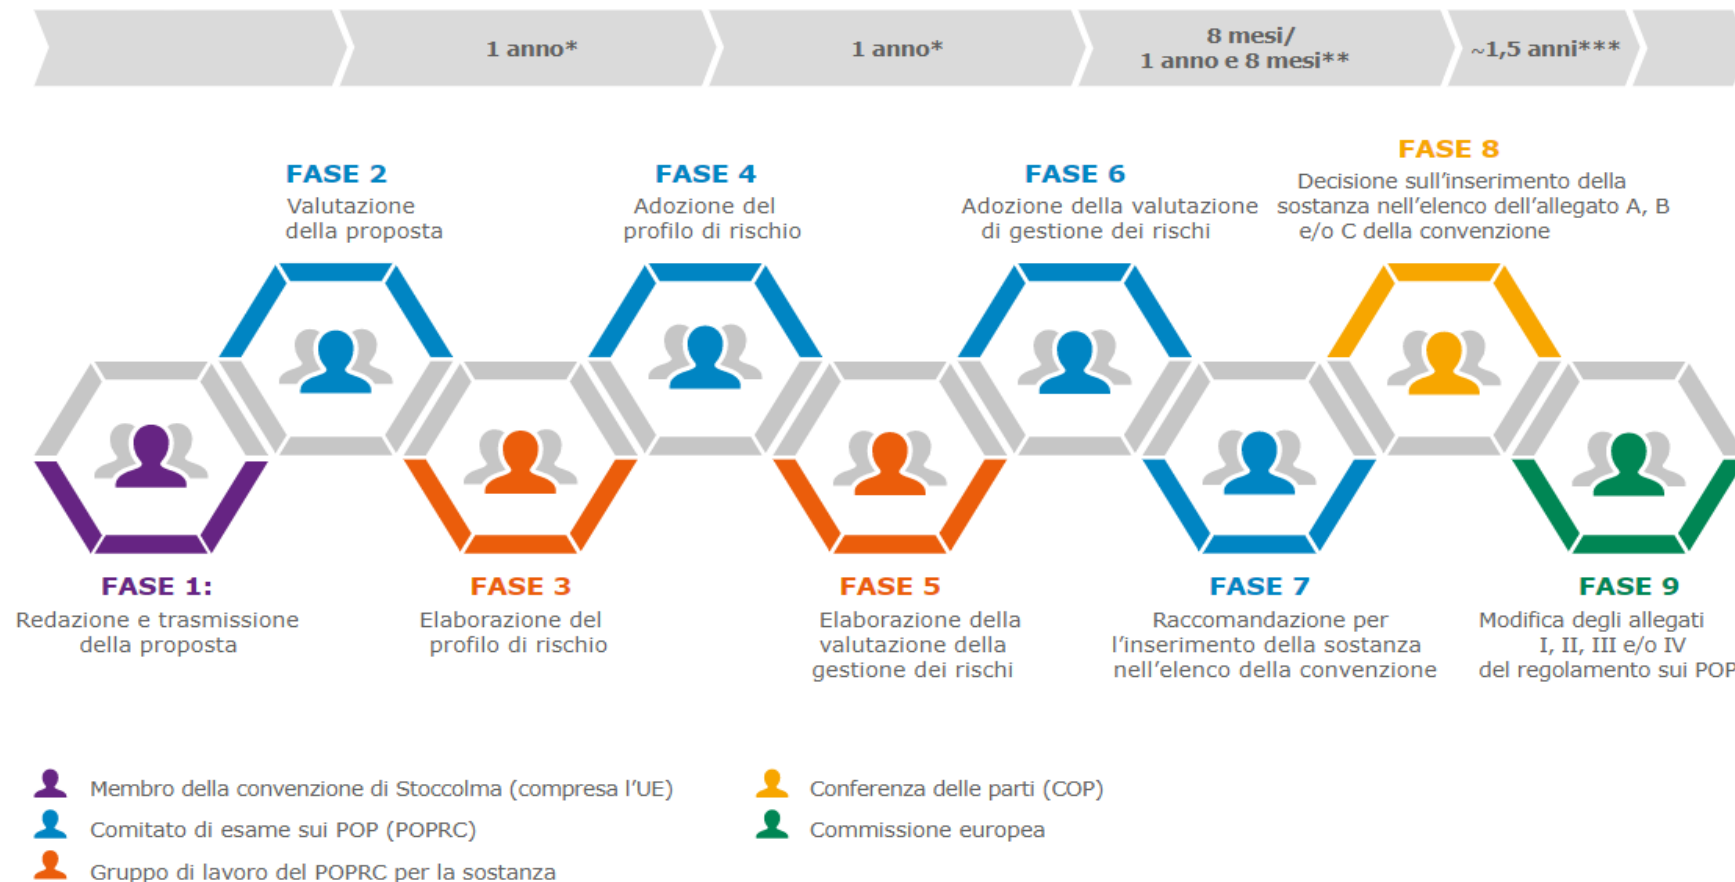 1 anno*
1 anno*
8 mesi/
1 anno e 8 mesi**
~1,5 anni***
FASE 2
Valutazione
della proposta
FASE 4
Adozione del
profilo di rischio
FASE 6
Adozione della valutazione
di gestione dei rischi
FASE 8
Decisione sull'inserimento della
sostanza nell'elenco dell'allegato A, B
e/o C della convenzione
FASE 1:
Redazione e trasmissione
della proposta
FASE 3
Elaborazione del
profilo di rischio
FASE 5
Elaborazione della
valutazione della
gestione dei rischi
FASE 7
Raccomandazione per
l'inserimento della sostanza
nell'elenco della convenzione
FASE 9
Modifica degli allegati
I, II, III e/o IV
del regolamento sui POP
Membro della convenzione di Stoccolma (compresa l'UE)
Comitato di esame sui POP (POPRC)
Gruppo di lavoro del POPRC per la sostanza
Conferenza delle parti (COP)
Commissione europea